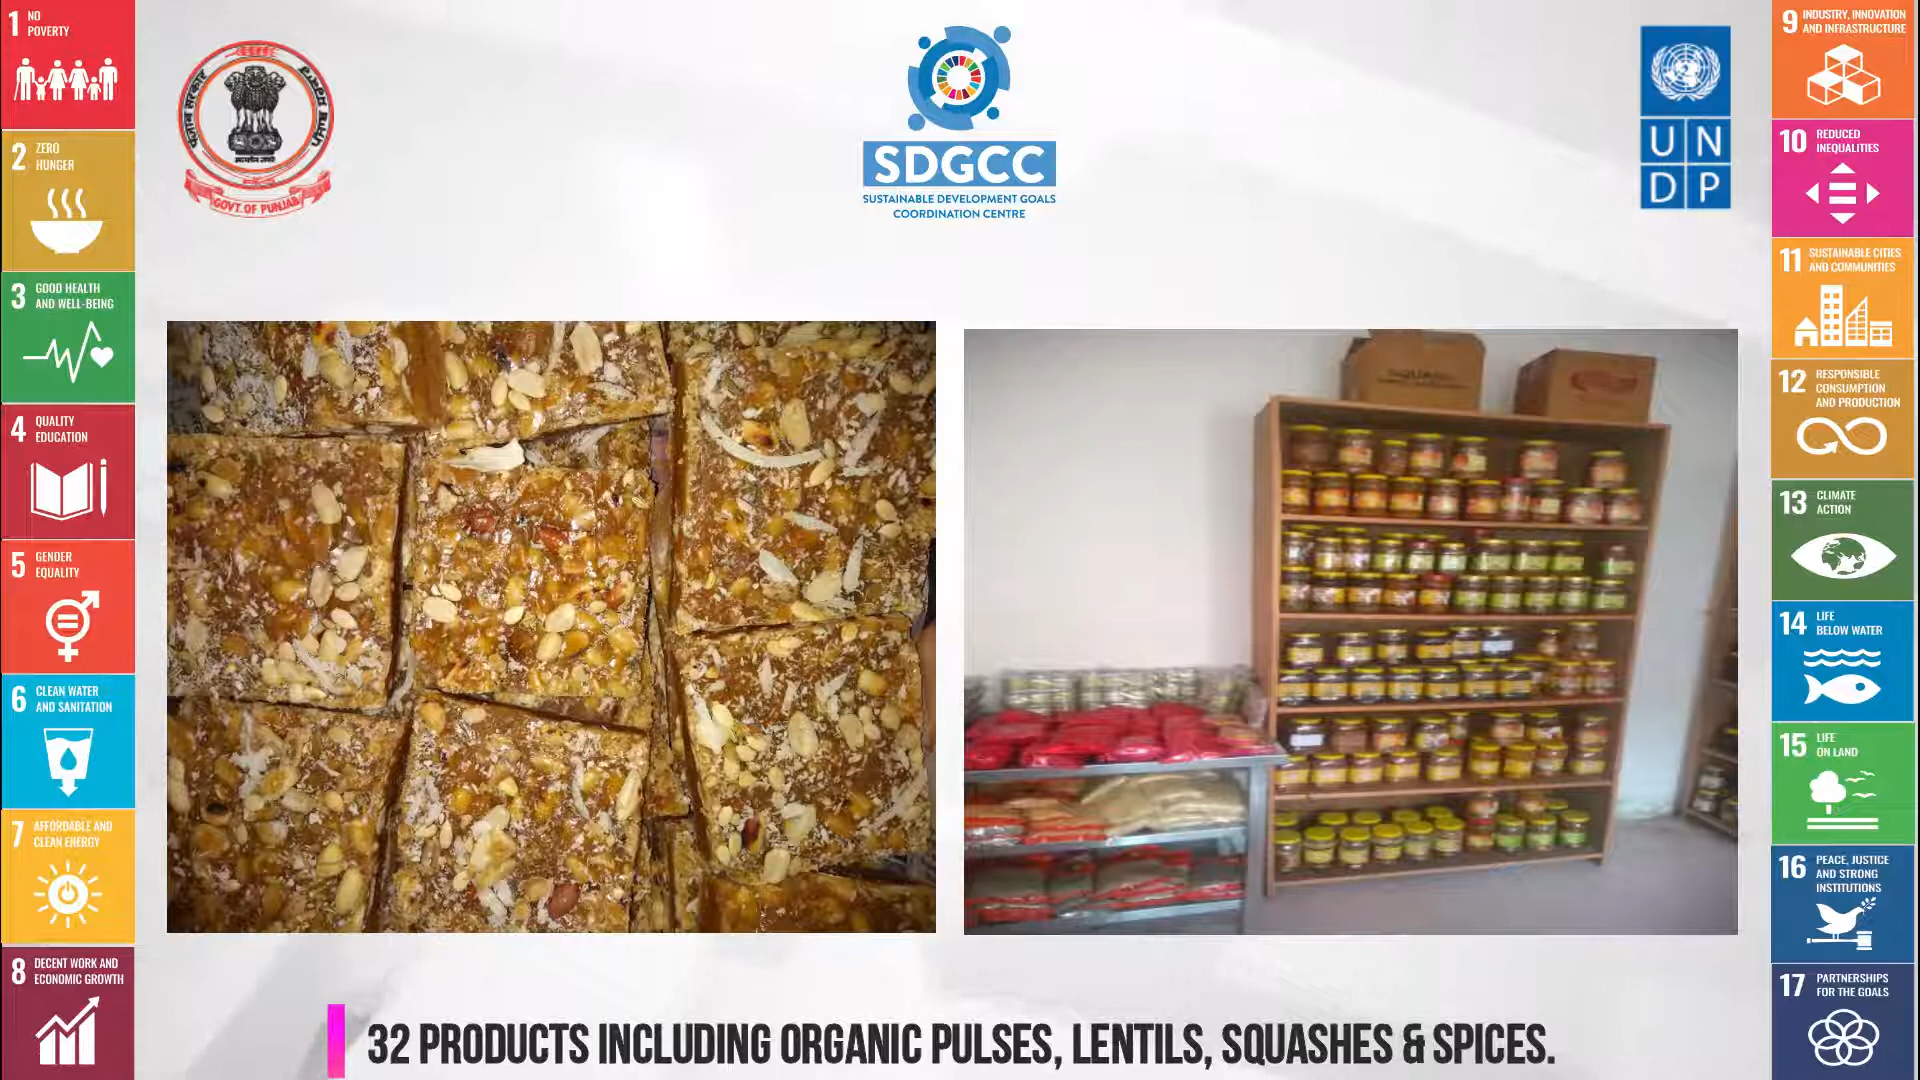 1 NO
POVERTY
2 ZERO
HUNGER
3 GOOD HEALTH
AND WELL-BEING
4 QUALITY
EDUCATION
5 GENDER
EQUALITY
6 CLEAN WATER
AND SANITATION
7 AFFORDABLE AND
CLEAN ENERGY
8 DECENT WORK AND
ECONOMIC GROWTH
GOVT. OF PUNJAB
SDGCC
SUSTAINABLE DEVELOPMENT GOALS
COORDINATION CENTRE
U N
D P
32 PRODUCTS INCLUDING ORGANIC PULSES, LENTILS, SQUASHES & SPICES.
9 INDUSTRY, INNOVATION
AND INFRASTRUCTURE
10 REDUCED
INEQUALITIES
11 SUSTAINABLE CITIES
AND COMMUNITIES
12 RESPONSIBLE
CONSUMPTION
AND PRODUCTION
13 CLIMATE
ACTION
14 LIFE
BELOW WATER
15 LIFE
ON LAND
16 PEACE, JUSTICE
AND STRONG
INSTITUTIONS
17 PARTNERSHIPS
FOR THE GOALS